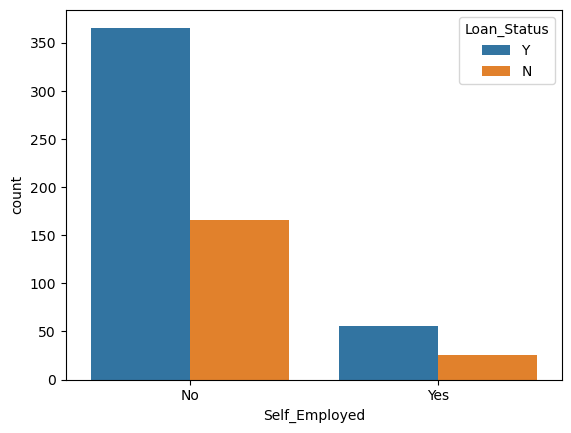 Loan_Status
Y
N
350
300
250
200
150
100
50
0
count
No
Yes
Self_Employed